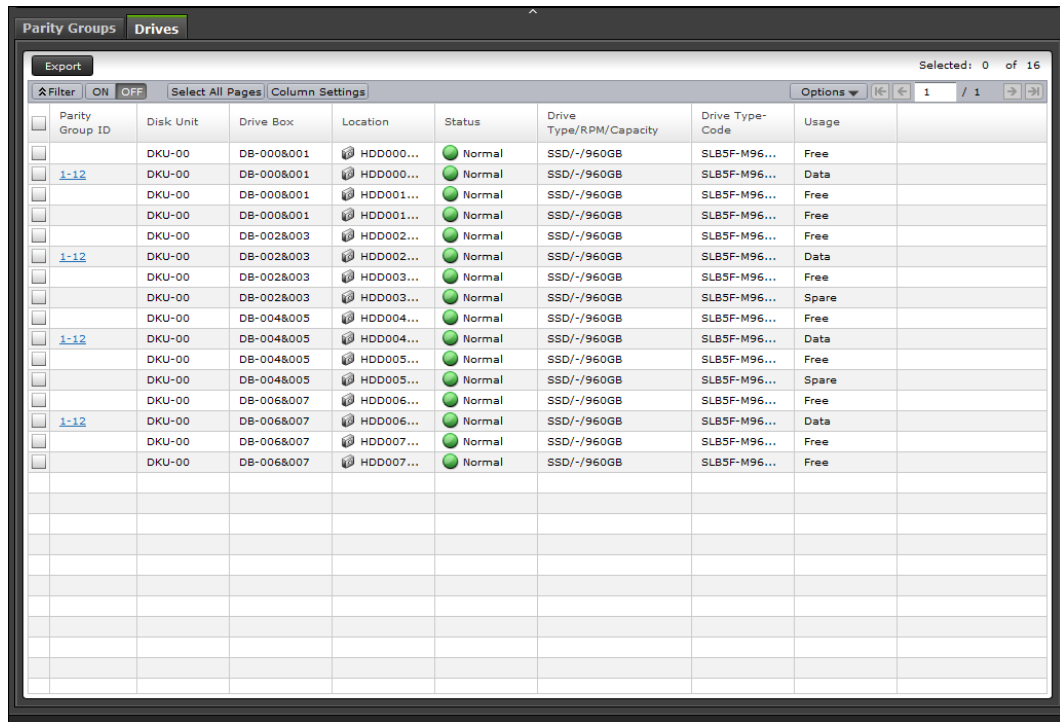 Parity Groups Drives
Export Selected: 0 of 16
Filter ON OFF Select All Pages Column Settings Options 1 / 1
Parity Group ID Disk Unit Drive Box Location Status Drive Type/RPM/Capacity Drive Type-Code Usage
DKU-00 DB-000&001 HDD000... Normal SSD/-/960GB SLB5F-M96... Free
1-12 DKU-00 DB-000&001 HDD000... Normal SSD/-/960GB SLB5F-M96... Data
DKU-00 DB-000&001 HDD001... Normal SSD/-/960GB SLB5F-M96... Free
DKU-00 DB-000&001 HDD001... Normal SSD/-/960GB SLB5F-M96... Free
DKU-00 DB-002&003 HDD002... Normal SSD/-/960GB SLB5F-M96... Free
1-12 DKU-00 DB-002&003 HDD002... Normal SSD/-/960GB SLB5F-M96... Data
DKU-00 DB-002&003 HDD003... Normal SSD/-/960GB SLB5F-M96... Free
DKU-00 DB-002&003 HDD003... Normal SSD/-/960GB SLB5F-M96... Spare
DKU-00 DB-004&005 HDD004... Normal SSD/-/960GB SLB5F-M96... Free
1-12 DKU-00 DB-004&005 HDD004... Normal SSD/-/960GB SLB5F-M96... Data
DKU-00 DB-004&005 HDD005... Normal SSD/-/960GB SLB5F-M96... Free
DKU-00 DB-004&005 HDD005... Normal SSD/-/960GB SLB5F-M96... Spare
DKU-00 DB-006&007 HDD006... Normal SSD/-/960GB SLB5F-M96... Free
1-12 DKU-00 DB-006&007 HDD006... Normal SSD/-/960GB SLB5F-M96... Data
DKU-00 DB-006&007 HDD007... Normal SSD/-/960GB SLB5F-M96... Free
DKU-00 DB-006&007 HDD007... Normal SSD/-/960GB SLB5F-M96... Free